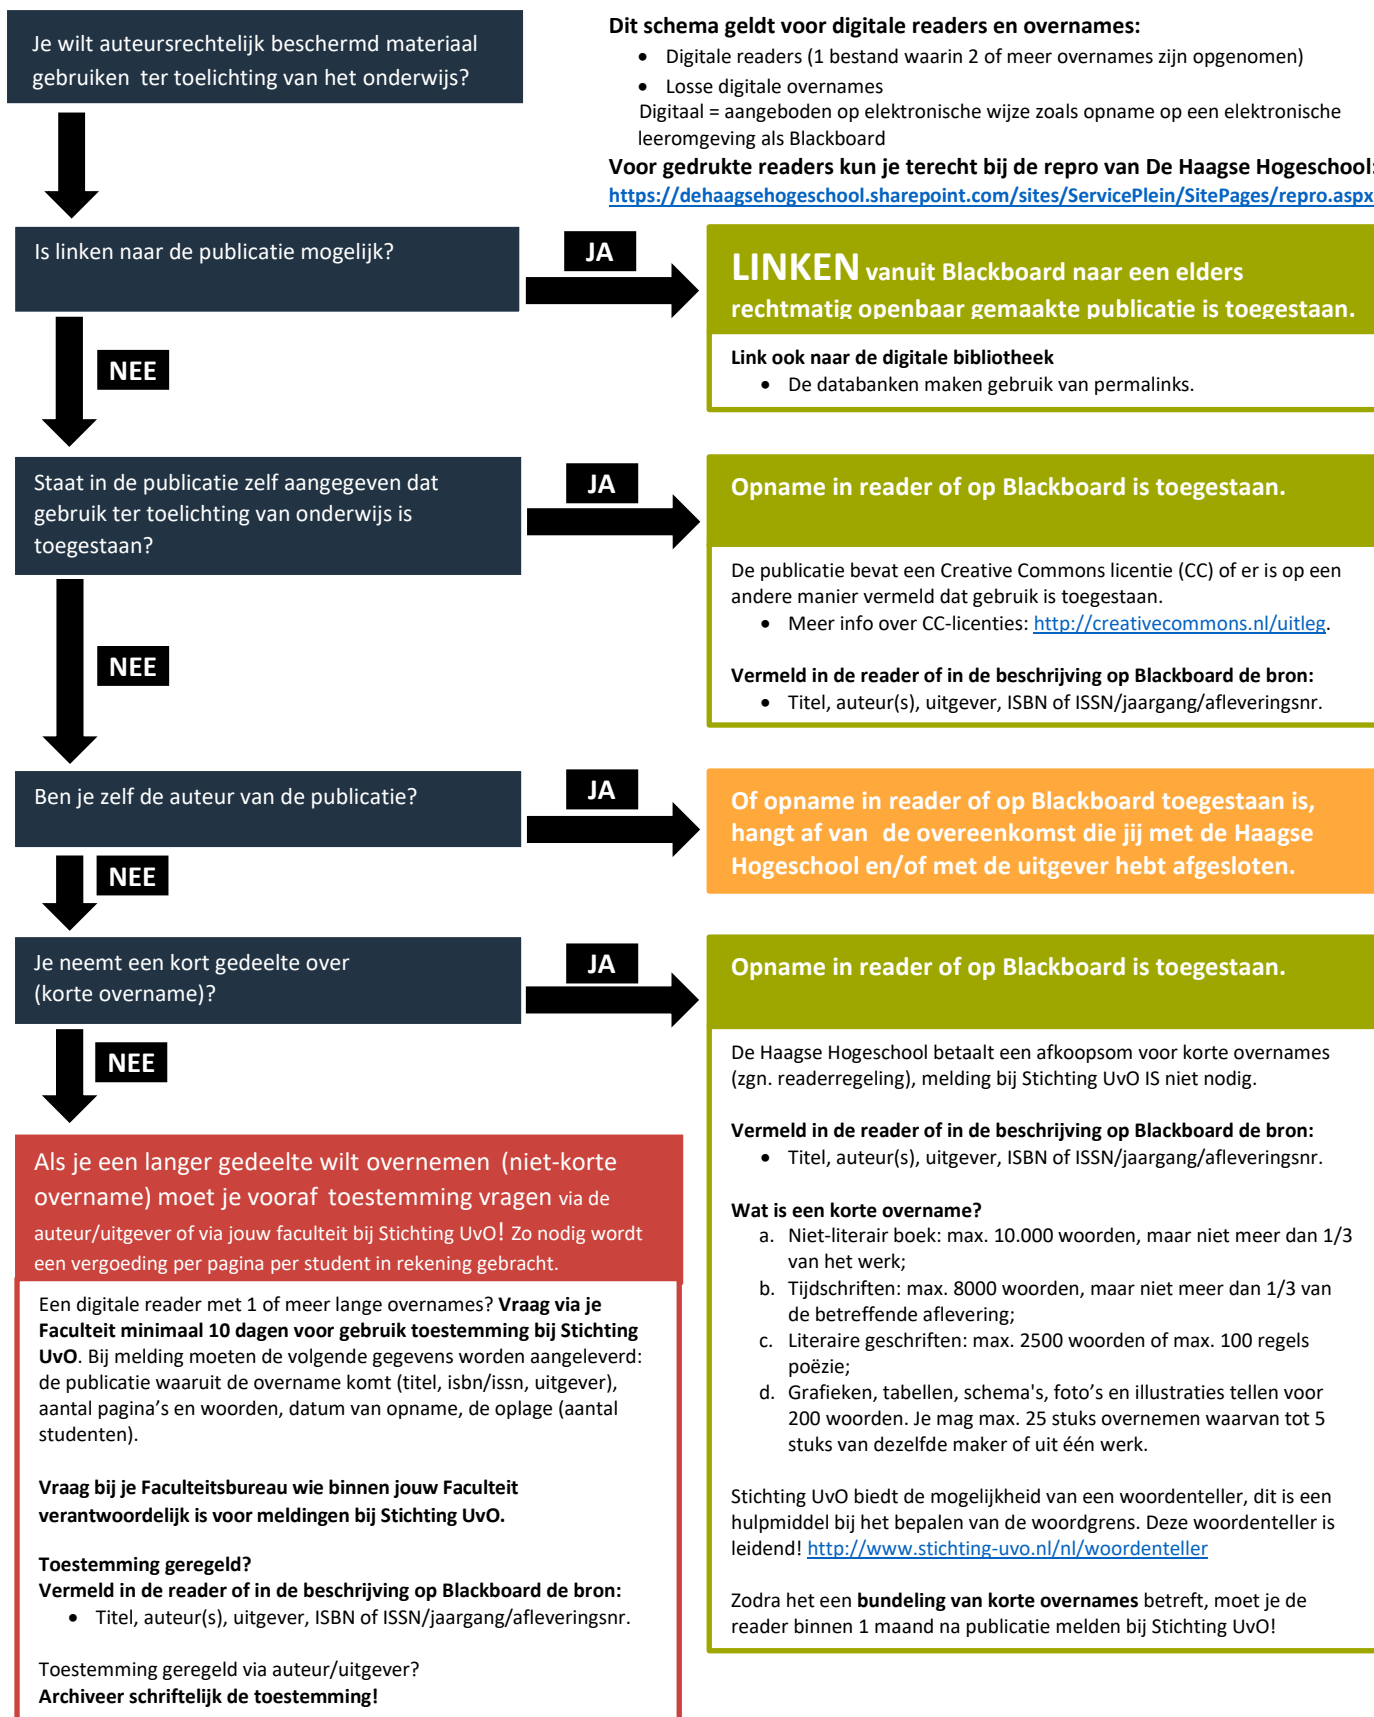 Je wilt auteursrechtelijk beschermd materiaal
gebruiken ter toelichting van het onderwijs?
Dit schema geldt voor digitale readers en overnames:
• Digitale readers (1 bestand waarin 2 of meer overnames zijn opgenomen)
• Losse digitale overnames
Digitaal = aangeboden op elektronische wijze zoals opname op een elektronische
leeromgeving als Blackboard
Voor gedrukte readers kun je terecht bij de repro van De Haagse Hogeschool:
https://dehaagsehogeschool.sharepoint.com/sites/ServicePlein/SitePages/repro.aspx
Is linken naar de publicatie mogelijk?
JA
LINKEN vanuit Blackboard naar een elders
rechtmatig openbaar gemaakte publicatie is toegestaan.
Link ook naar de digitale bibliotheek
• De databanken maken gebruik van permalinks.
NEE
Staat in de publicatie zelf aangegeven dat
gebruik ter toelichting van onderwijs is
toegestaan?
JA
Opname in reader of op Blackboard is toegestaan.
De publicatie bevat een Creative Commons licentie (CC) of er is op een
andere manier vermeld dat gebruik is toegestaan.
• Meer info over CC-licenties: http://creativecommons.nl/uitleg.
Vermeld in de reader of in de beschrijving op Blackboard de bron:
• Titel, auteur(s), uitgever, ISBN of ISSN/jaargang/afleveringsnr.
NEE
Ben je zelf de auteur van de publicatie?
JA
Of opname in reader of op Blackboard toegestaan is,
hangt af van de overeenkomst die jij met de Haagse
Hogeschool en/of met de uitgever hebt afgesloten.
NEE
Je neemt een kort gedeelte over
(korte overname)?
JA
Opname in reader of op Blackboard is toegestaan.
De Haagse Hogeschool betaalt een afkoopsom voor korte overnames
(zgn. readerregeling), melding bij Stichting UvO IS niet nodig.
Vermeld in de reader of in de beschrijving op Blackboard de bron:
• Titel, auteur(s), uitgever, ISBN of ISSN/jaargang/afleveringsnr.
Wat is een korte overname?
a. Niet-literair boek: max. 10.000 woorden, maar niet meer dan 1/3
van het werk;
b. Tijdschriften: max. 8000 woorden, maar niet meer dan 1/3 van
de betreffende aflevering;
c. Literaire geschriften: max. 2500 woorden of max. 100 regels
poëzie;
d. Grafieken, tabellen, schema's, foto’s en illustraties tellen voor
200 woorden. Je mag max. 25 stuks overnemen waarvan tot 5
stuks van dezelfde maker of uit één werk.
Stichting UvO biedt de mogelijkheid van een woordenteller, dit is een
hulpmiddel bij het bepalen van de woordgrens. Deze woordenteller is
leidend! http://www.stichting-uvo.nl/nl/woordenteller
Zodra het een bundeling van korte overnames betreft, moet je de
reader binnen 1 maand na publicatie melden bij Stichting UvO!
NEE
Als je een langer gedeelte wilt overnemen (niet-korte
overname) moet je vooraf toestemming vragen via de
auteur/uitgever of via jouw faculteit bij Stichting UvO! Zo nodig wordt
een vergoeding per pagina per student in rekening gebracht.
Een digitale reader met 1 of meer lange overnames? Vraag via je
Faculteit minimaal 10 dagen voor gebruik toestemming bij Stichting
UvO. Bij melding moeten de volgende gegevens worden aangeleverd:
de publicatie waaruit de overname komt (titel, isbn/issn, uitgever),
aantal pagina’s en woorden, datum van opname, de oplage (aantal
studenten).
Vraag bij je Faculteitsbureau wie binnen jouw Faculteit
verantwoordelijk is voor meldingen bij Stichting UvO.
Toestemming geregeld?
Vermeld in de reader of in de beschrijving op Blackboard de bron:
• Titel, auteur(s), uitgever, ISBN of ISSN/jaargang/afleveringsnr.
Toestemming geregeld via auteur/uitgever?
Archiveer schriftelijk de toestemming!